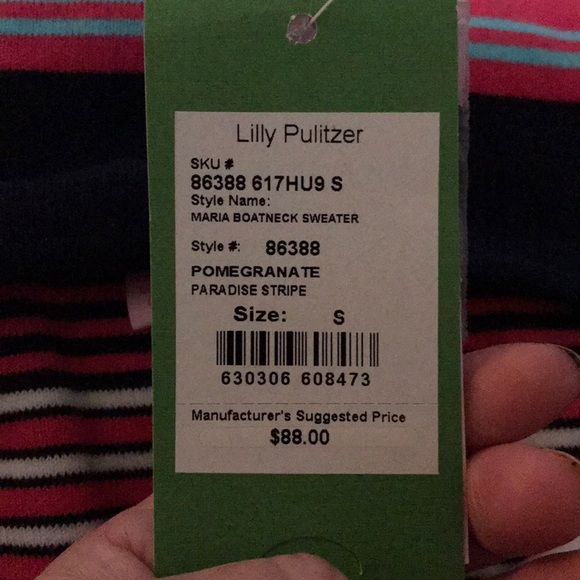 Lilly Pulitzer
SKU #
86388 617HU9 S
Style Name:
MARIA BOATNECK SWEATER
Style #: 86388
POMEGRANATE
PARADISE STRIPE
Size: S
630306 608473
Manufacturer's Suggested Price
$88.00